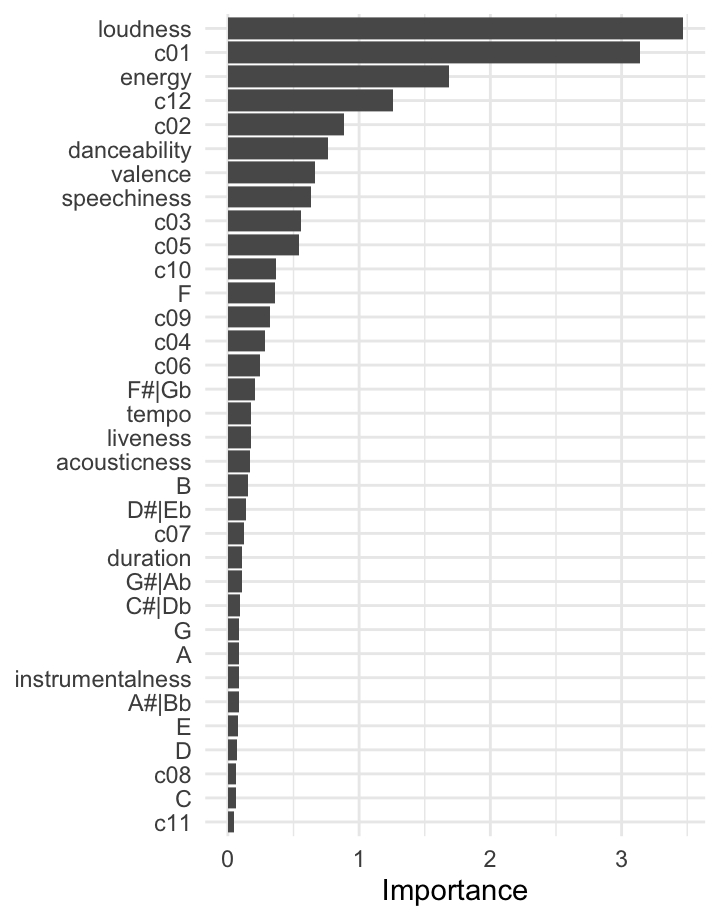 loudness
c01
energy
c12
c02
danceability
valence
speechiness
c03
c05
c10
F
c09
c04
c06
F#|Gb
tempo
liveness
acousticness
B
D#|Eb
c07
duration
G#|Ab
C#|Db
G
A
instrumentalness
A#|Bb
E
D
c08
C
c11
0 1 2 3
Importance